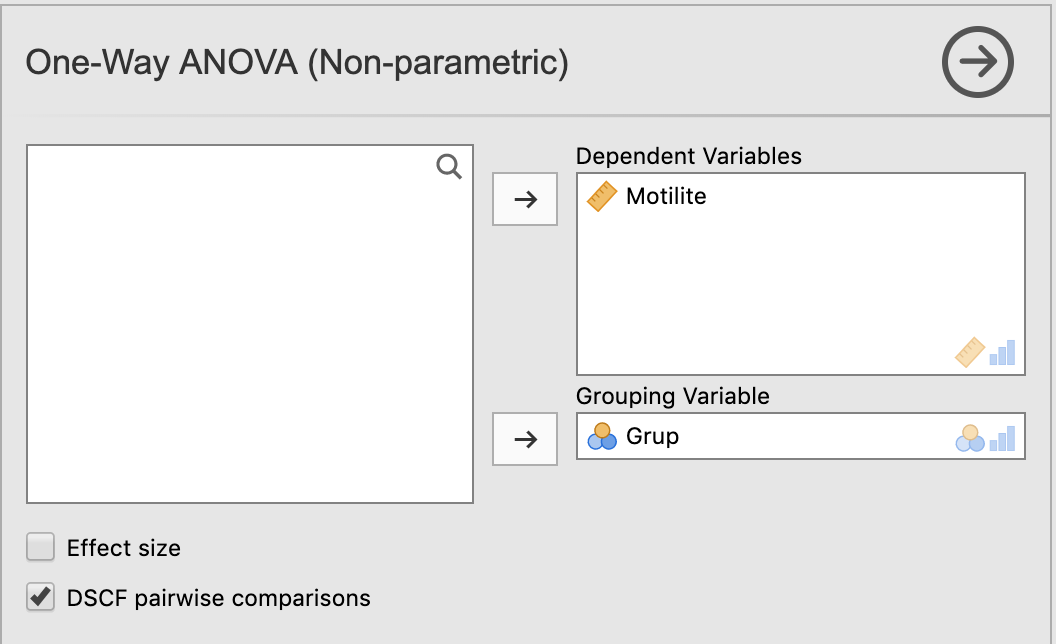 One-Way ANOVA (Non-parametric)
Dependent Variables
Motilite
Grouping Variable
Grup
Effect size
DSCF pairwise comparisons